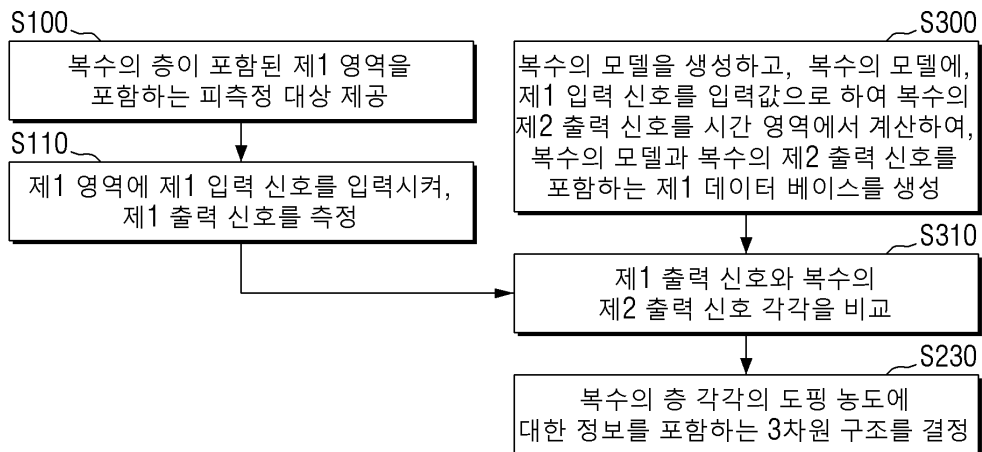 S100
복수의 층이 포함된 제1 영역을
포함하는 피측정 대상 제공
S110
제1 영역에 제1 입력 신호를 입력시켜,
제1 출력 신호를 측정
S300
복수의 모델을 생성하고, 복수의 모델에,
제1 입력 신호를 입력값으로 하여 복수의
제2 출력 신호를 시간 영역에서 계산하여,
복수의 모델과 복수의 제2 출력 신호를
포함하는 제1 데이터 베이스를 생성
S310
제1 출력 신호와 복수의
제2 출력 신호 각각을 비교
S230
복수의 층 각각의 도핑 농도에
대한 정보를 포함하는 3차원 구조를 결정